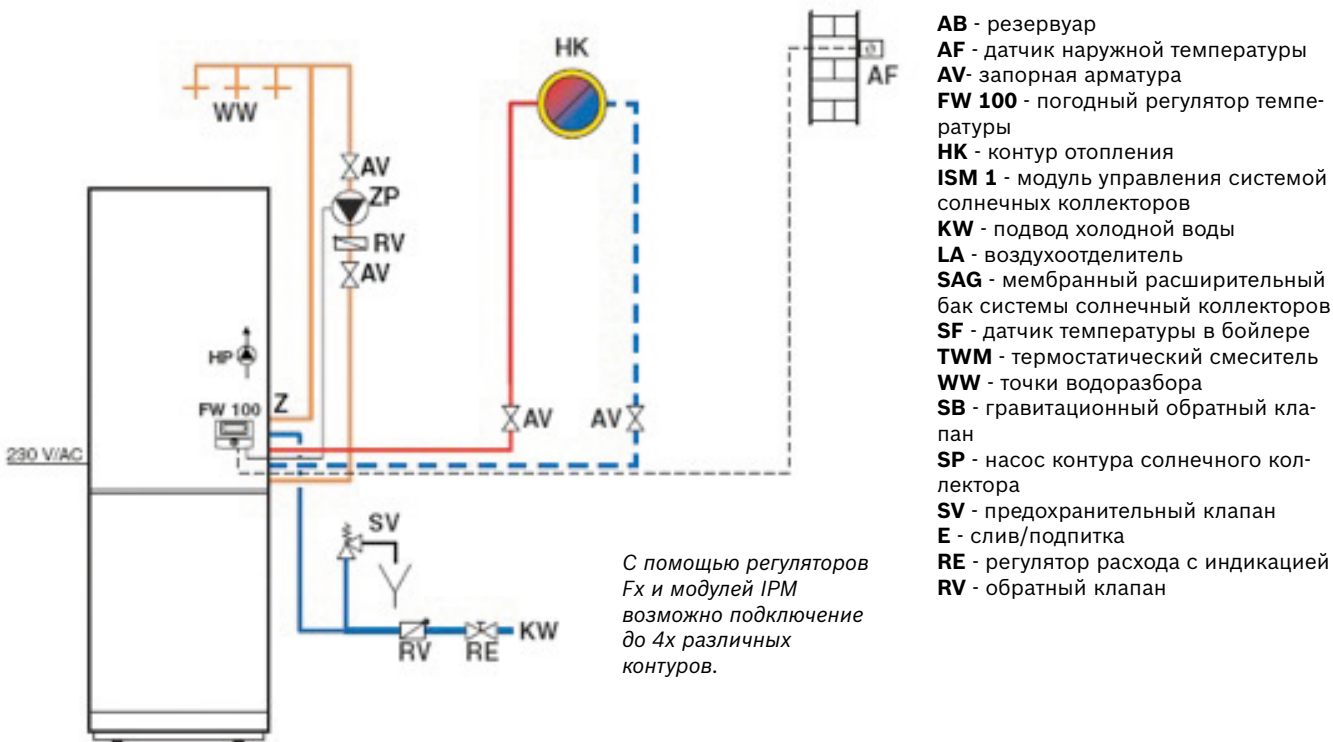 HK
AF
WW
AV
ZP
RV
AV
HP
FW 100
Z
AV
AV
230 V/AC
SV
KW
RV
RE
С помощью регуляторов
Fx и модулей IPM
возможно подключение
до 4х различных
контуров.
AB - резервуар
AF - датчик наружной температуры
AV- запорная арматура
FW 100 - погодный регулятор темпе-
ратуры
HK - контур отопления
ISM 1 - модуль управления системой
солнечных коллекторов
KW - подвод холодной воды
LA - воздухоотделитель
SAG - мембранный расширительный
бак системы солнечный коллекторов
SF - датчик температуры в бойлере
TWM - термостатический смеситель
WW - точки водоразбора
SB - гравитационный обратный кла-
пан
SP - насос контура солнечного кол-
лектора
SV - предохранительный клапан
E - слив/подпитка
RE - регулятор расхода с индикацией
RV - обратный клапан